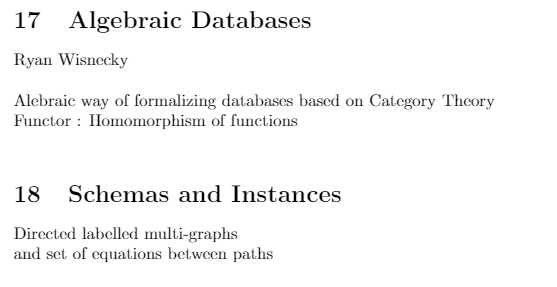 17 Algebraic Databases
Ryan Wisnecky
Alebraic way of formalizing databases based on Category Theory
Functor : Homomorphism of functions
18 Schemas and Instances
Directed labelled multi-graphs
and set of equations between paths